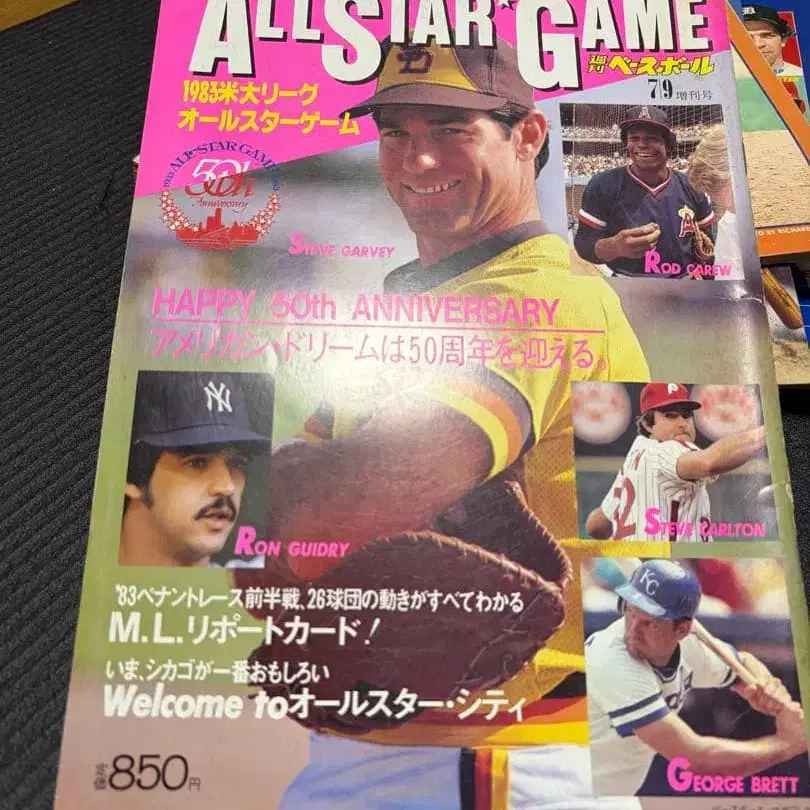 ALL STAR★GAME
週刊ベースボール
7/9増刊号
1983米大リーグ
オールスターゲーム
1933 ALL★STAR GAME 1983
50th
Anniversary
STEVE GARVEY
ROD CAREW
HAPPY 50th ANNIVERSARY
アメリカン・ドリームは50周年を迎える。
NY
RON GUIDRY
P
32
STEVE CARLTON
'83ペナントレース前半戦、26球団の動きがすべてわかる
M.L.リポートカード!
KC
いま、シカゴが一番おもしろい
Welcome toオールスター・シティ
GEORGE BRETT
定価850円